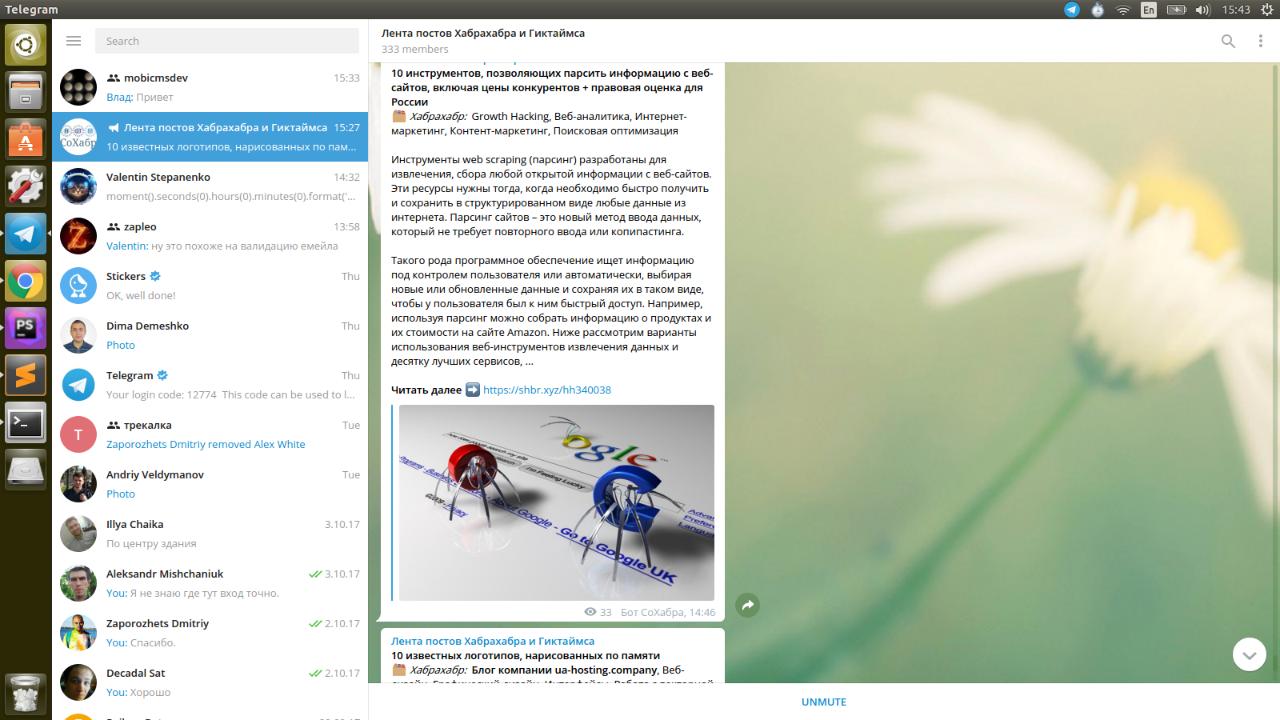 Telegram
En
15:43
Search
mobicmsdev 15:33
Влад: Привет
Лента постов Хабрахабра и Гиктаймса 15:27
10 известных логотипов, нарисованных по пам...
Valentin Stepanenko 14:32
moment().seconds(0).hours(0).minutes(0).format('...
zapleo 13:58
Valentin: ну это похоже на валидацию емейла
Stickers Thu
OK, well done!
Dima Demeshko Thu
Photo
Telegram Thu
Your login code: 12774 This code can be used to l...
T
трекалка Tue
Zaporozhets Dmitriy removed Alex White
Andriy Veldymanov Tue
Photo
Illya Chaika 3.10.17
По центру здания
Aleksandr Mishchaniuk 3.10.17
You: Я не знаю где тут вход точно.
Zaporozhets Dmitriy 2.10.17
You: Спасибо.
Decadal Sat 2.10.17
You: Хорошо
Лента постов Хабрахабра и Гиктаймса
333 members
10 инструментов, позволяющих парсить информацию с веб-
сайтов, включая цены конкурентов + правовая оценка для
России
Хабрахабр: Growth Hacking, Веб-аналитика, Интернет-
маркетинг, Контент-маркетинг, Поисковая оптимизация
Инструменты web scraping (парсинг) разработаны для
извлечения, сбора любой открытой информации с веб-сайтов.
Эти ресурсы нужны тогда, когда необходимо быстро получить
и сохранить в структурированном виде любые данные из
интернета. Парсинг сайтов – это новый метод ввода данных,
который не требует повторного ввода или копипастинга.
Такого рода программное обеспечение ищет информацию
под контролем пользователя или автоматически, выбирая
новые или обновленные данные и сохраняя их в таком виде,
чтобы у пользователя был к ним быстрый доступ. Например,
используя парсинг можно собрать информацию о продуктах и
их стоимости на сайте Amazon. Ниже рассмотрим варианты
использования веб-инструментов извлечения данных и
десятку лучших сервисов, ...
Читать далее https://shbr.xyz/hh340038
ogle
I'm Feeling Lucky
About Google - Go to Google UK
Privacy
33 Бот СоХабра, 14:46
Лента постов Хабрахабра и Гиктаймса
10 известных логотипов, нарисованных по памяти
Хабрахабр: Блог компании ua-hosting.company, Веб-
UNMUTE